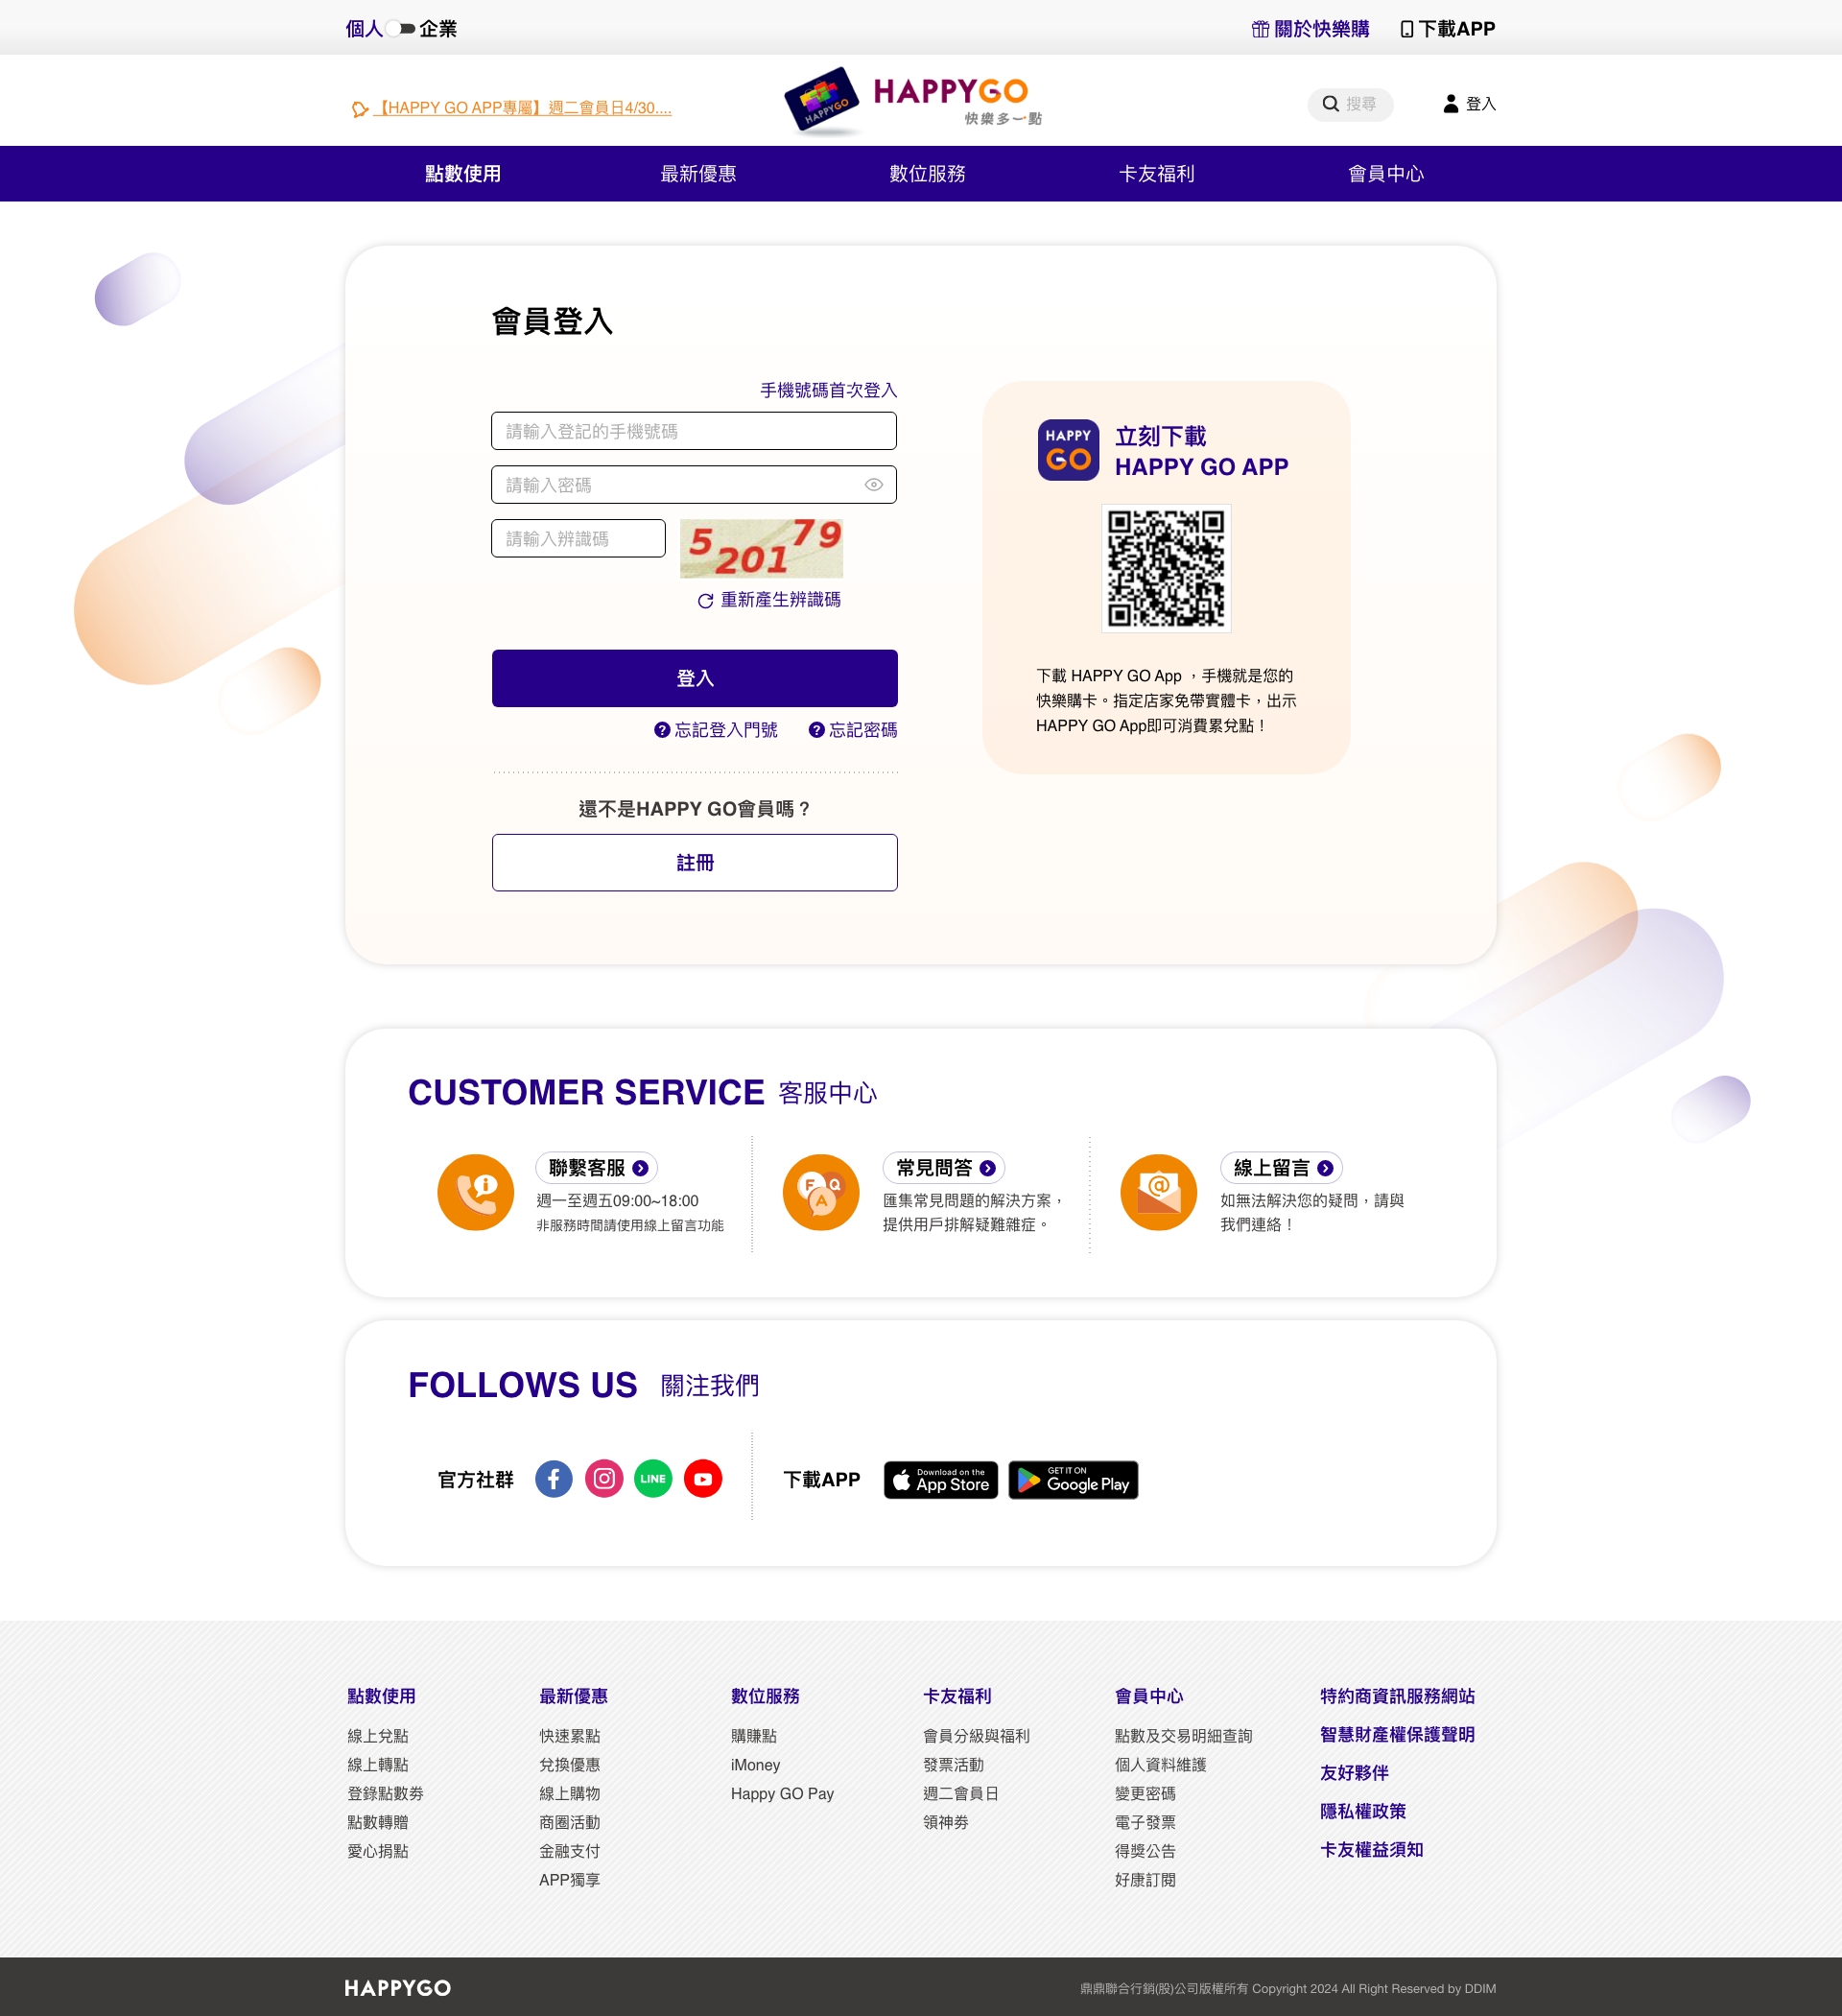 個人 企業
關於快樂購 下載APP
【HAPPY GO APP專屬】週二會員日4/30....
HAPPYGO
HAPPYGO
快樂多一點
搜尋
登入
點數使用 最新優惠 數位服務 卡友福利 會員中心
會員登入
手機號碼首次登入
請輸入登記的手機號碼
請輸入密碼
請輸入辨識碼
5 201 79
重新產生辨識碼
登入
忘記登入門號 忘記密碼
還不是HAPPY GO會員嗎？
註冊
HAPPY
GO
立刻下載
HAPPY GO APP
下載 HAPPY GO App ，手機就是您的
快樂購卡。指定店家免帶實體卡，出示
HAPPY GO App即可消費累兌點！
CUSTOMER SERVICE 客服中心
聯繫客服
週一至週五09:00~18:00
非服務時間請使用線上留言功能
F Q
A
常見問答
匯集常見問題的解決方案，
提供用戶排解疑難雜症。
@
線上留言
如無法解決您的疑問，請與
我們連絡！
FOLLOWS US 關注我們
官方社群
LINE
下載APP
Download on the
App Store
GET IT ON
Google Play
點數使用
線上兌點
線上轉點
登錄點數券
點數轉贈
愛心捐點
最新優惠
快速累點
兌換優惠
線上購物
商圈活動
金融支付
APP獨享
數位服務
購賺點
iMoney
Happy GO Pay
卡友福利
會員分級與福利
發票活動
週二會員日
領神券
會員中心
點數及交易明細查詢
個人資料維護
變更密碼
電子發票
得獎公告
好康訂閱
特約商資訊服務網站
智慧財產權保護聲明
友好夥伴
隱私權政策
卡友權益須知
HAPPYGO
鼎鼎聯合行銷(股)公司版權所有 Copyright 2024 All Right Reserved by DDIM